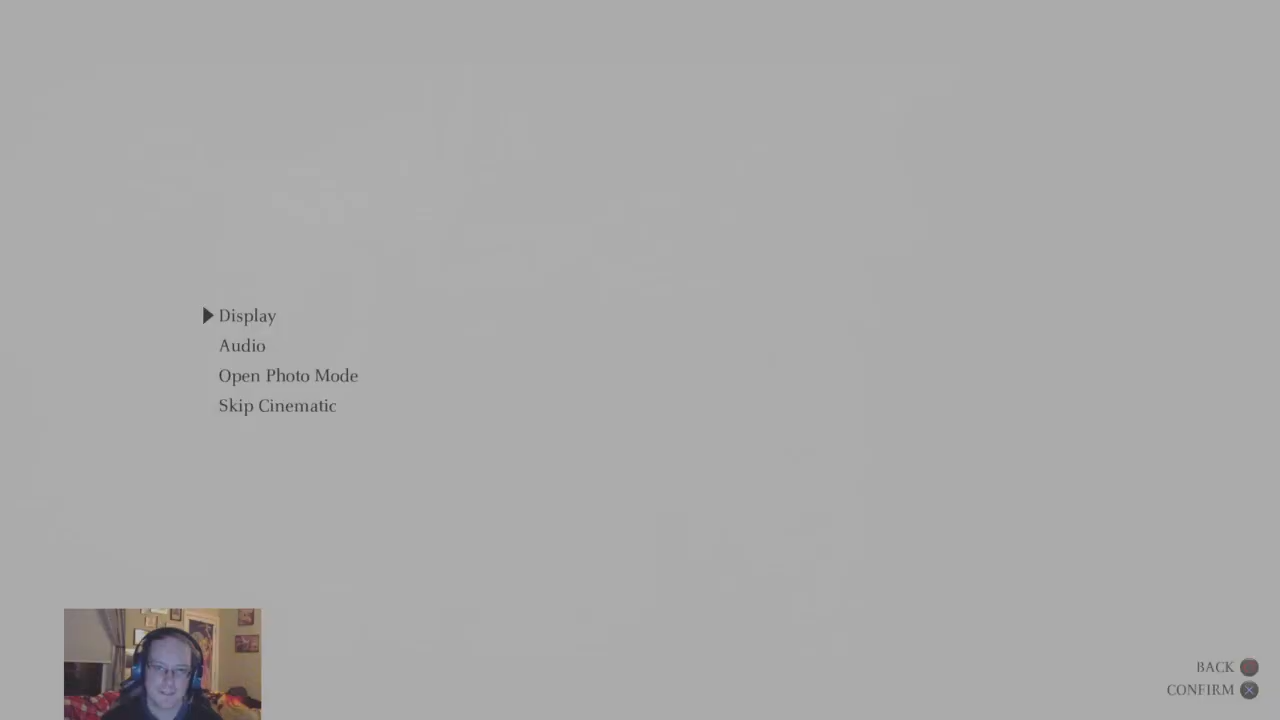 Display
Audio
Open Photo Mode
Skip Cinematic
BACK
CONFIRM